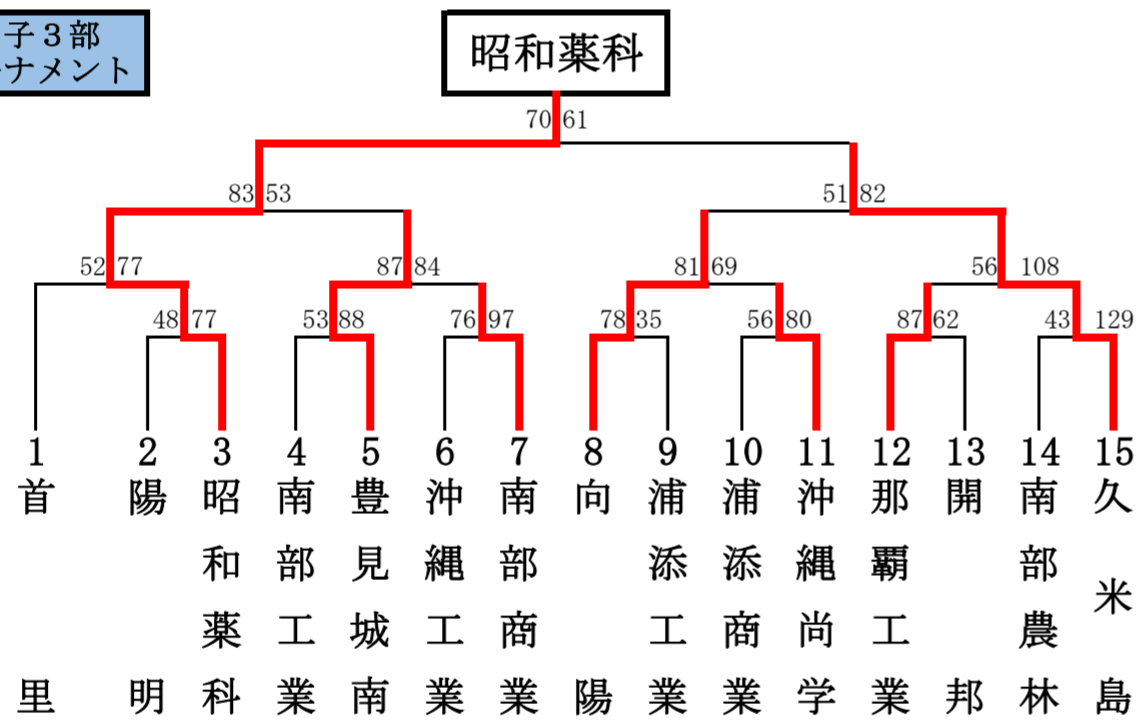 子３部
ナメント
昭和薬科
70 61
83 53
51 82
52 77
87 84
81 69
56 108
48 77
53 88
76 97
78 35
56 80
87 62
43 129
1 2 3 4 5 6 7 8 9 10 11 12 13 14 15
首里
陽明
昭和薬科
南部工業
豊見城南
沖縄工業
南部商業
向陽
浦添工業
浦添商業
沖縄尚学
那覇工業
開邦
南部農林
久米島